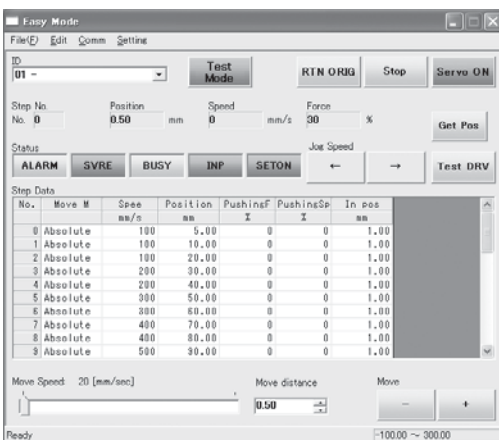 Easy Mode
File(F) Edit Comm Setting
ID
01 -
Test Mode
RTN ORIG
Stop
Servo ON
Step No. Position Speed Force
No. 0 0.50 mm 0 mm/s 30 %
Get Pos
Status
Jog Speed
ALARM SVRE BUSY INP SETON ← → Test DRV
Step Data
No. Move M Spee Position PushingF PushingSp In pos
mm/s mm % % mm
0 Absolute 100 5.00 0 0 1.00
1 Absolute 100 10.00 0 0 1.00
2 Absolute 100 20.00 0 0 1.00
3 Absolute 200 30.00 0 0 1.00
4 Absolute 200 40.00 0 0 1.00
5 Absolute 300 50.00 0 0 1.00
6 Absolute 300 60.00 0 0 1.00
7 Absolute 400 70.00 0 0 1.00
8 Absolute 400 80.00 0 0 1.00
9 Absolute 500 90.00 0 0 1.00
Move Speed: 20 [mm/sec] Move distance Move
0.50 - +
Ready -100.00 ~ 300.00